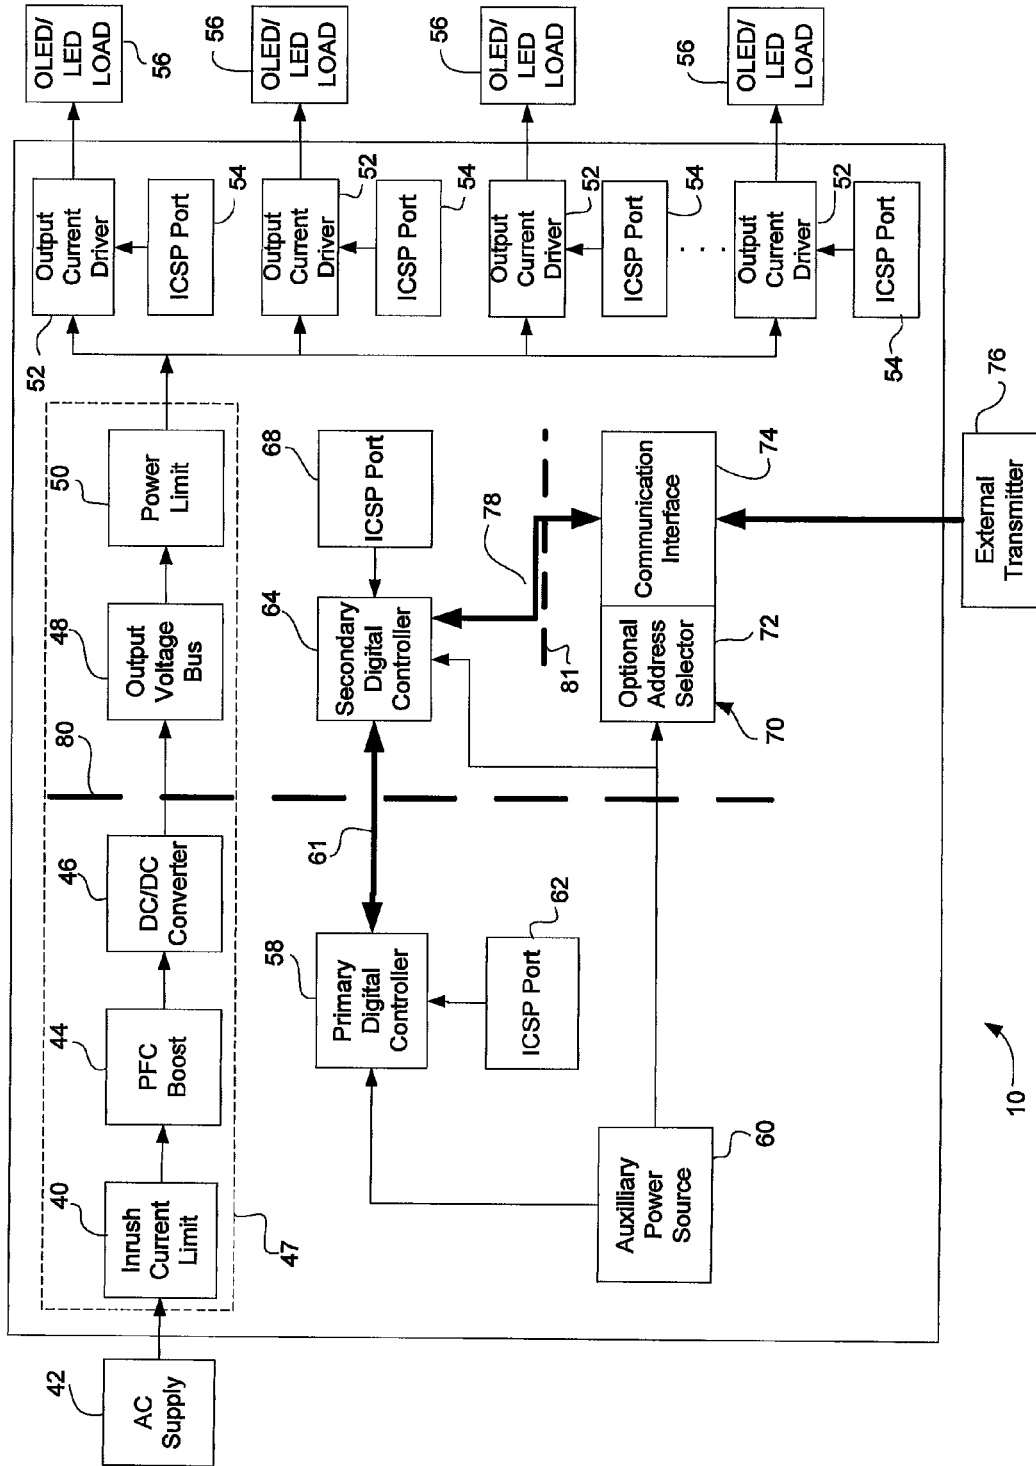 42
AC
Supply
40
Inrush
Current
Limit
44
PFC
Boost
46
DC/DC
Converter
47
80
48
Output
Voltage
Bus
50
Power
Limit
52
Output
Current
Driver
ICSP Port
54
OLED/
LED
LOAD
56
Output
Current
Driver
52
ICSP Port
54
OLED/
LED
LOAD
56
Output
Current
Driver
52
ICSP Port
54
OLED/
LED
LOAD
56
. . .
Output
Current
Driver
52
ICSP Port
54
OLED/
LED
LOAD
56
58
Primary
Digital
Controller
62
ICSP Port
61
64
Secondary
Digital
Controller
68
ICSP Port
78
81
Auxilliary
Power
Source
60
Optional
Address
Selector
72
70
Communication
Interface
74
76
External
Transmitter
10